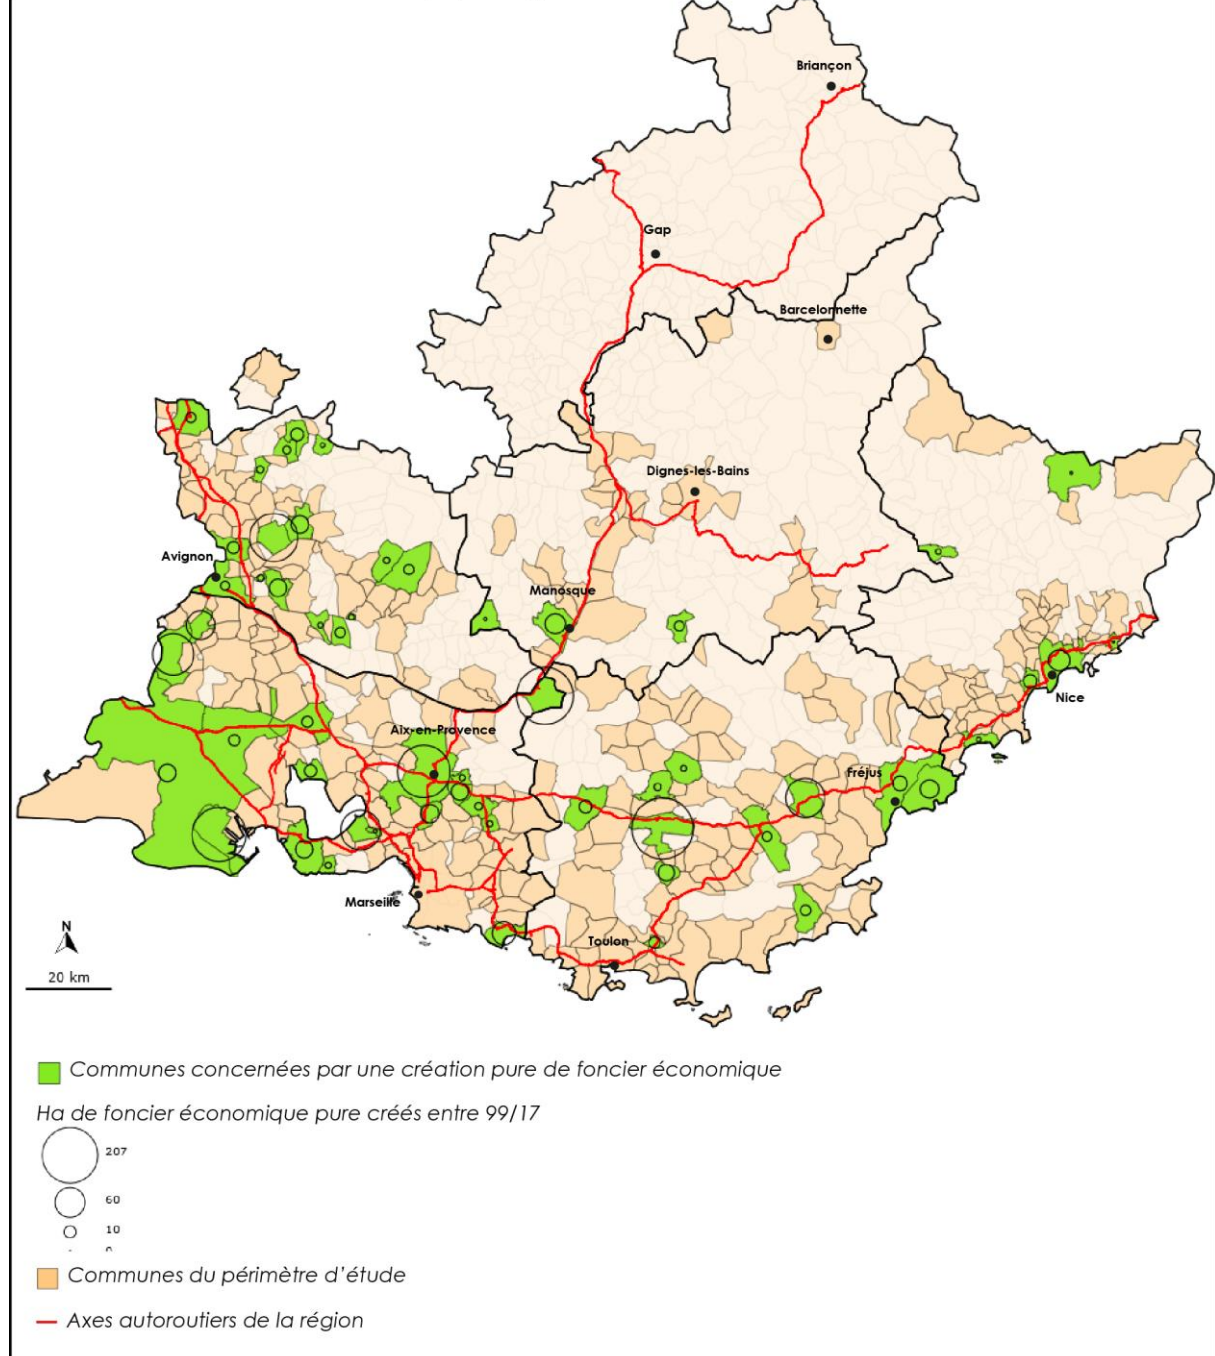 Briançon
Gap
Barcelonnette
Dignes-les-Bains
Avignon
Manosque
Nice
Aix-en-Provence
Fréjus
Marseille
Toulon
N
20 km
Communes concernées par une création pure de foncier économique
Ha de foncier économique pure créés entre 99/17
207
60
10
Communes du périmètre d'étude
Axes autoroutiers de la région